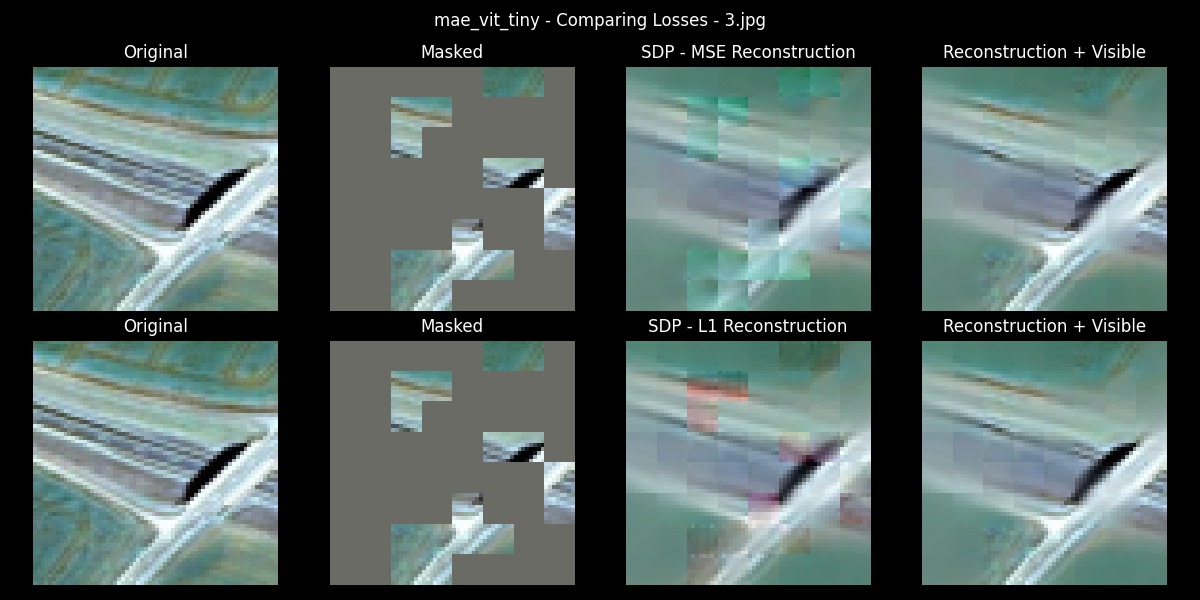 mae_vit_tiny - Comparing Losses - 3.jpg
Original
Masked
SDP - MSE Reconstruction
Reconstruction + Visible
Original
Masked
SDP - L1 Reconstruction
Reconstruction + Visible